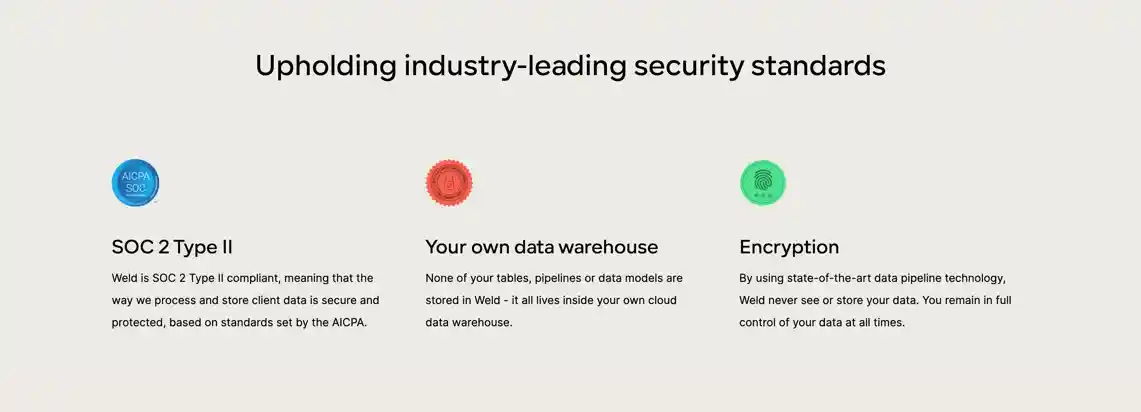 Upholding industry-leading security standards
AICPA
SOC
SOC 2 Type II
Weld is SOC 2 Type II compliant, meaning that the
way we process and store client data is secure and
protected, based on standards set by the AICPA.
Your own data warehouse
None of your tables, pipelines or data models are
stored in Weld - it all lives inside your own cloud
data warehouse.
Encryption
By using state-of-the-art data pipeline technology,
Weld never see or store your data. You remain in full
control of your data at all times.